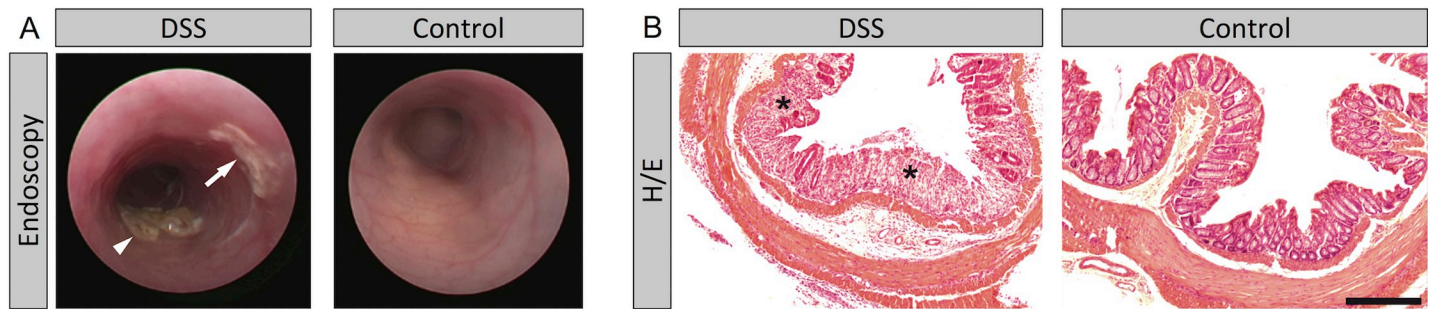 A
DSS
Control
Endoscopy
B
DSS
Control
H/E
*
*